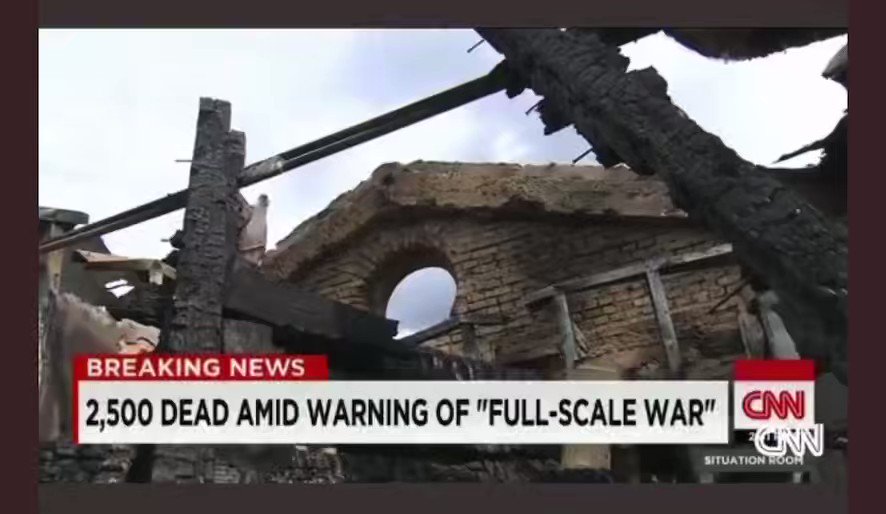 BREAKING NEWS
2,500 DEAD AMID WARNING OF "FULL-SCALE WAR"
CNN
CNN
SITUATION ROOM